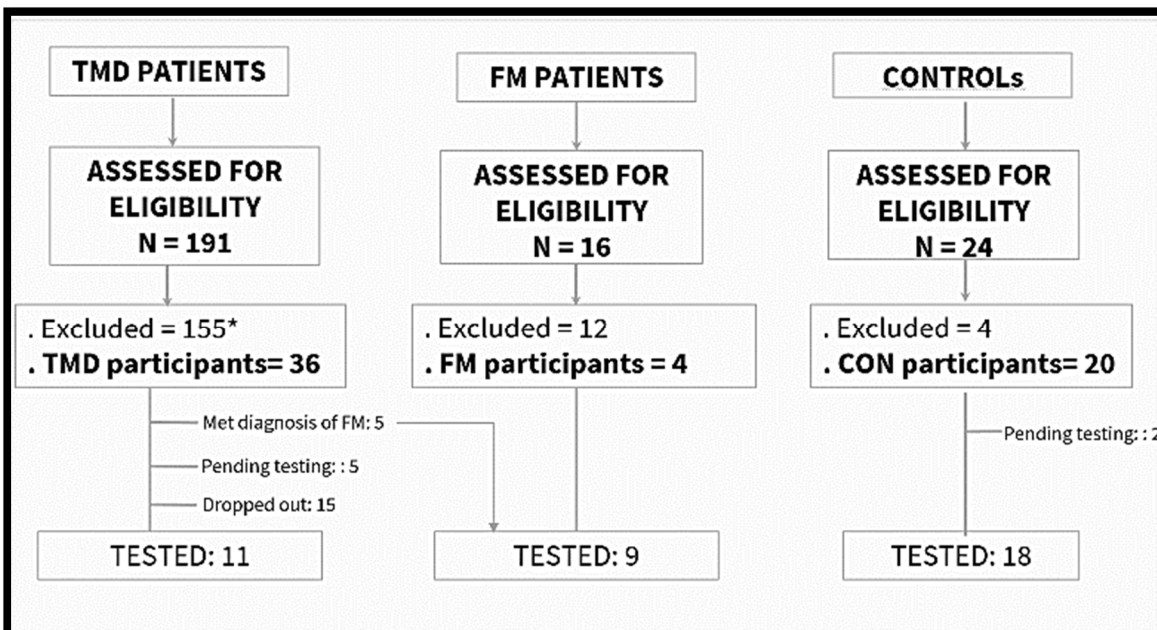 TMD PATIENTS
ASSESSED FOR
ELIGIBILITY
N = 191
. Excluded = 155*
. TMD participants= 36
Met diagnosis of FM: 5
Pending testing: : 5
Dropped out: 15
TESTED: 11
FM PATIENTS
ASSESSED FOR
ELIGIBILITY
N = 16
. Excluded = 12
. FM participants = 4
TESTED: 9
CONTROLs
ASSESSED FOR
ELIGIBILITY
N = 24
. Excluded = 4
. CON participants= 20
Pending testing: : 2
TESTED: 18